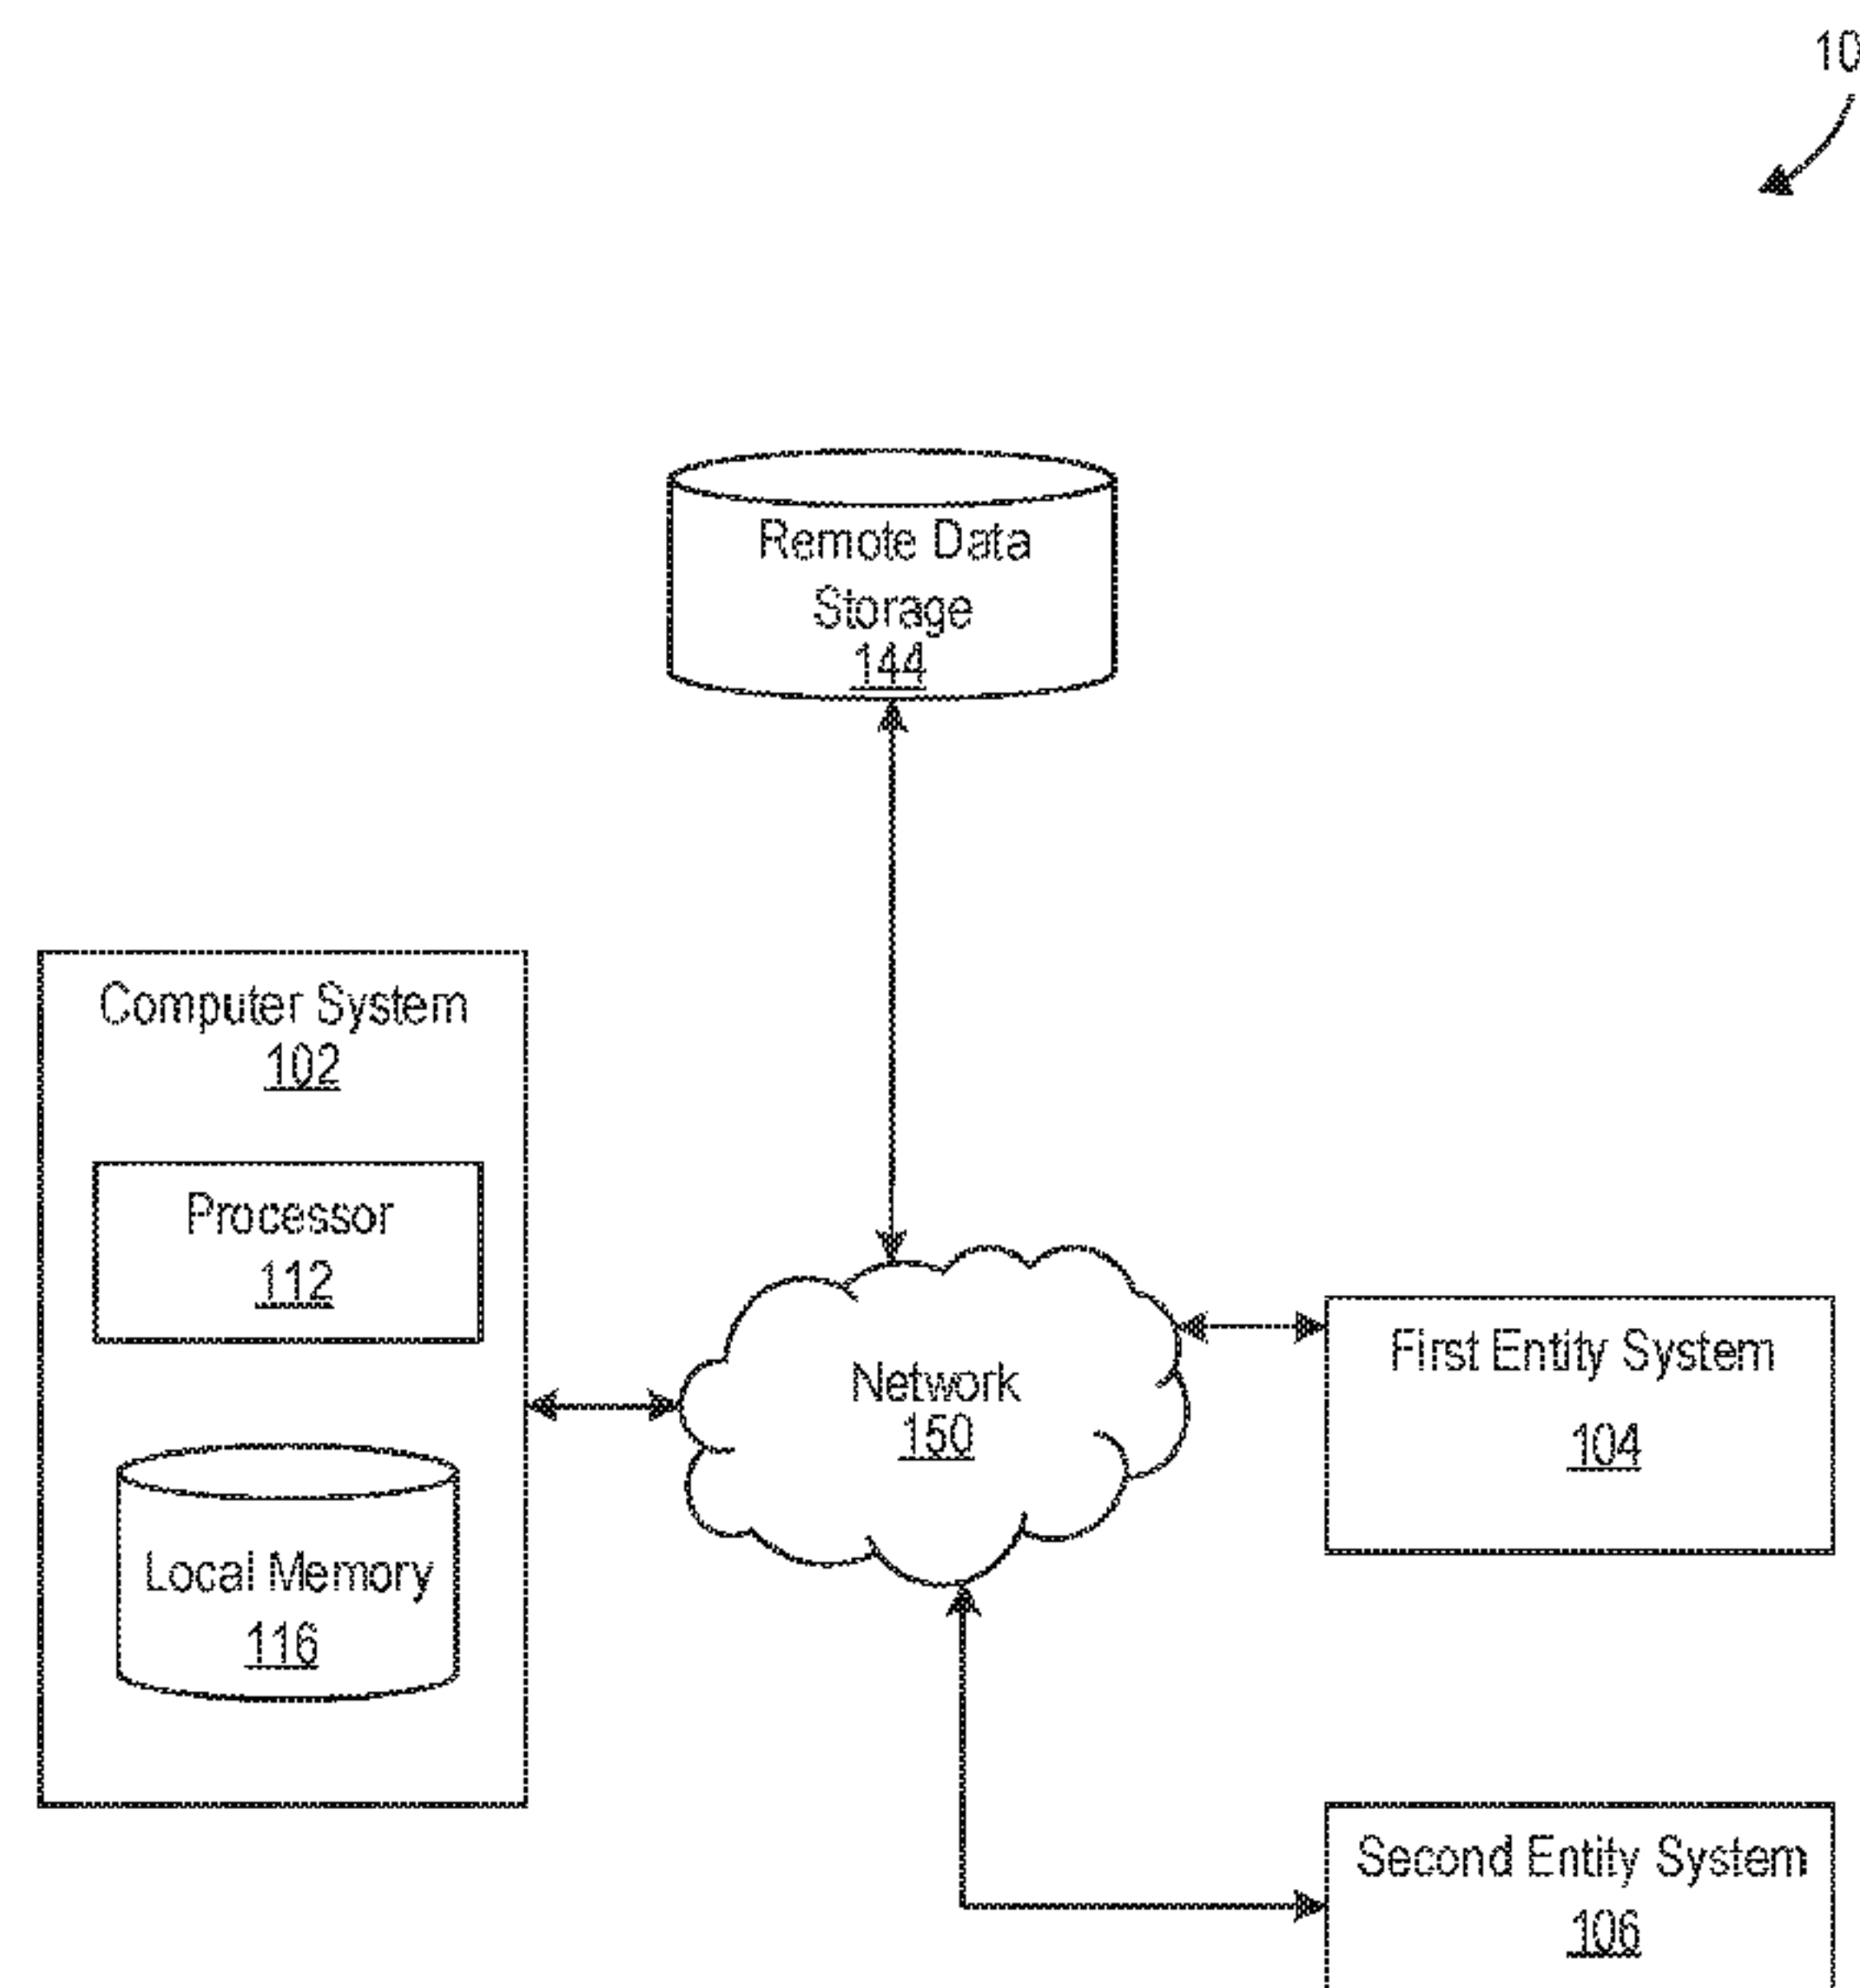 10
Remote Data
Storage
144
Computer System
102
Processor
112
Local Memory
116
Network
150
First Entity System
104
Second Entity System
106